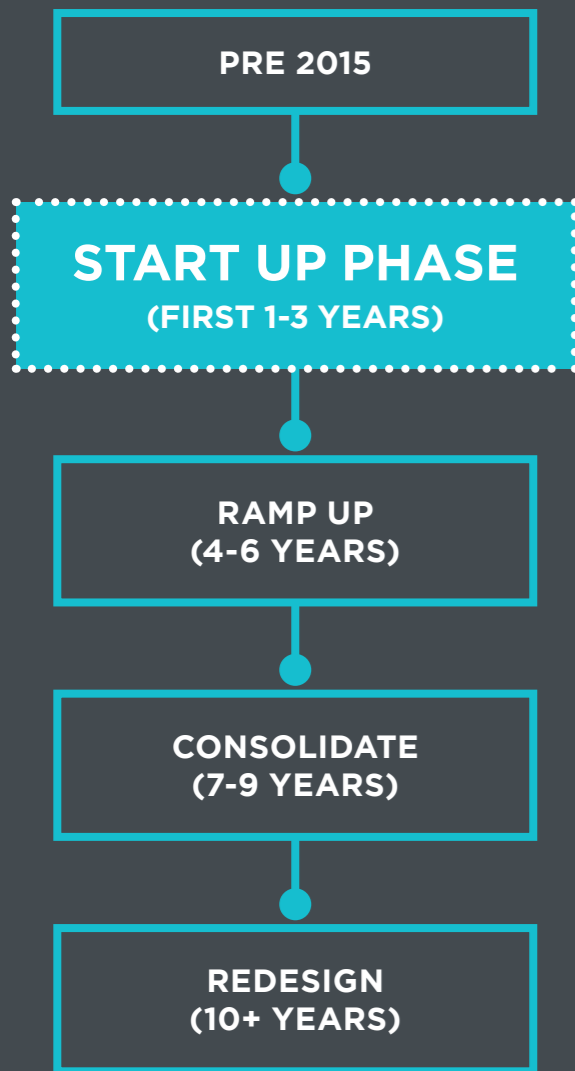 PRE 2015
START UP PHASE
(FIRST 1-3 YEARS)
RAMP UP
(4-6 YEARS)
CONSOLIDATE
(7-9 YEARS)
REDESIGN
(10+ YEARS)